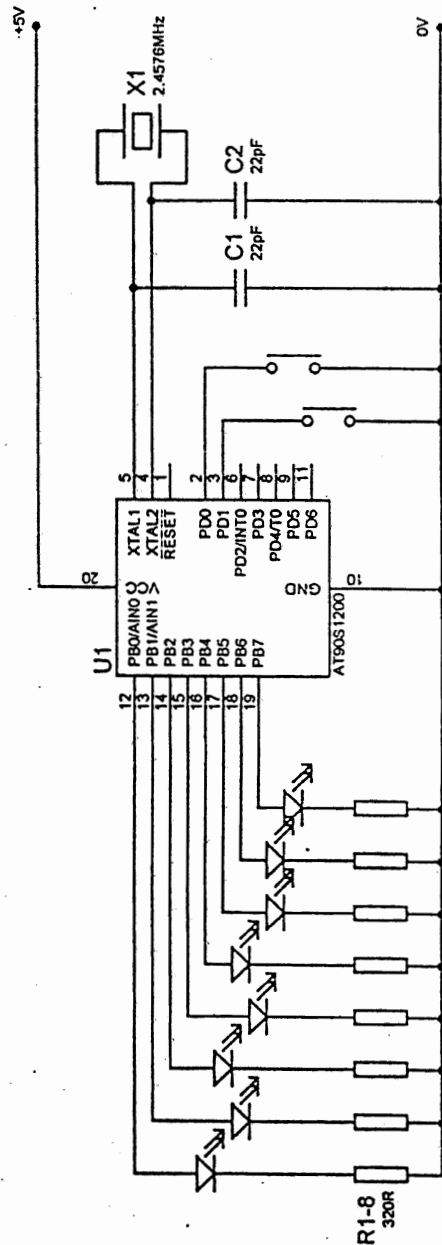 +5V
0V
X1
2.4576MHz
C2
22pF
C1
22pF
U1
20
VCC
5
XTAL1
4
XTAL2
1
RESET
2
PD0
3
PD1
6
PD2/INT0
7
PD3
8
PD4/T0
9
PD5
11
PD6
12
PB0/AIN0
13
PB1/AIN1
14
PB2
15
PB3
16
PB4
17
PB5
18
PB6
19
PB7
GND
10
AT90S1200
R1-8
320R